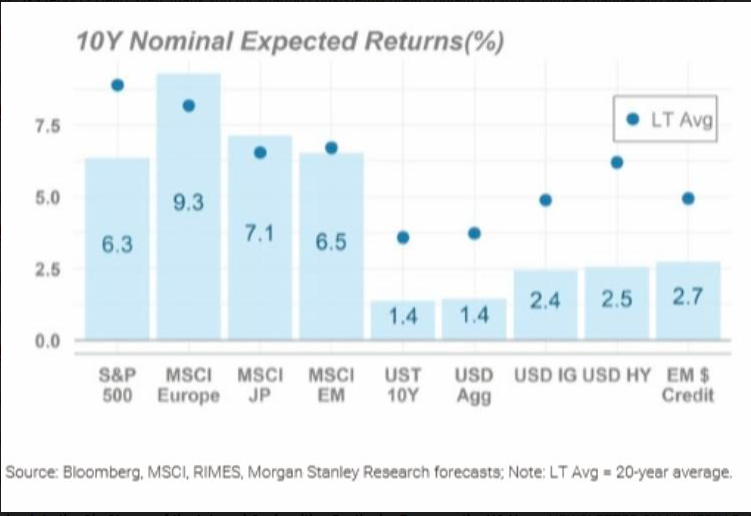 10Y Nominal Expected Returns(%)
LT Avg
7.5
5.0
2.5
0.0
6.3
9.3
7.1
6.5
1.4
1.4
2.4
2.5
2.7
S&P 500
MSCI Europe
MSCI JP
MSCI EM
UST 10Y
USD Agg
USD IG
USD HY
EM $ Credit
Source: Bloomberg, MSCI, RIMES, Morgan Stanley Research forecasts; Note: LT Avg = 20-year average.